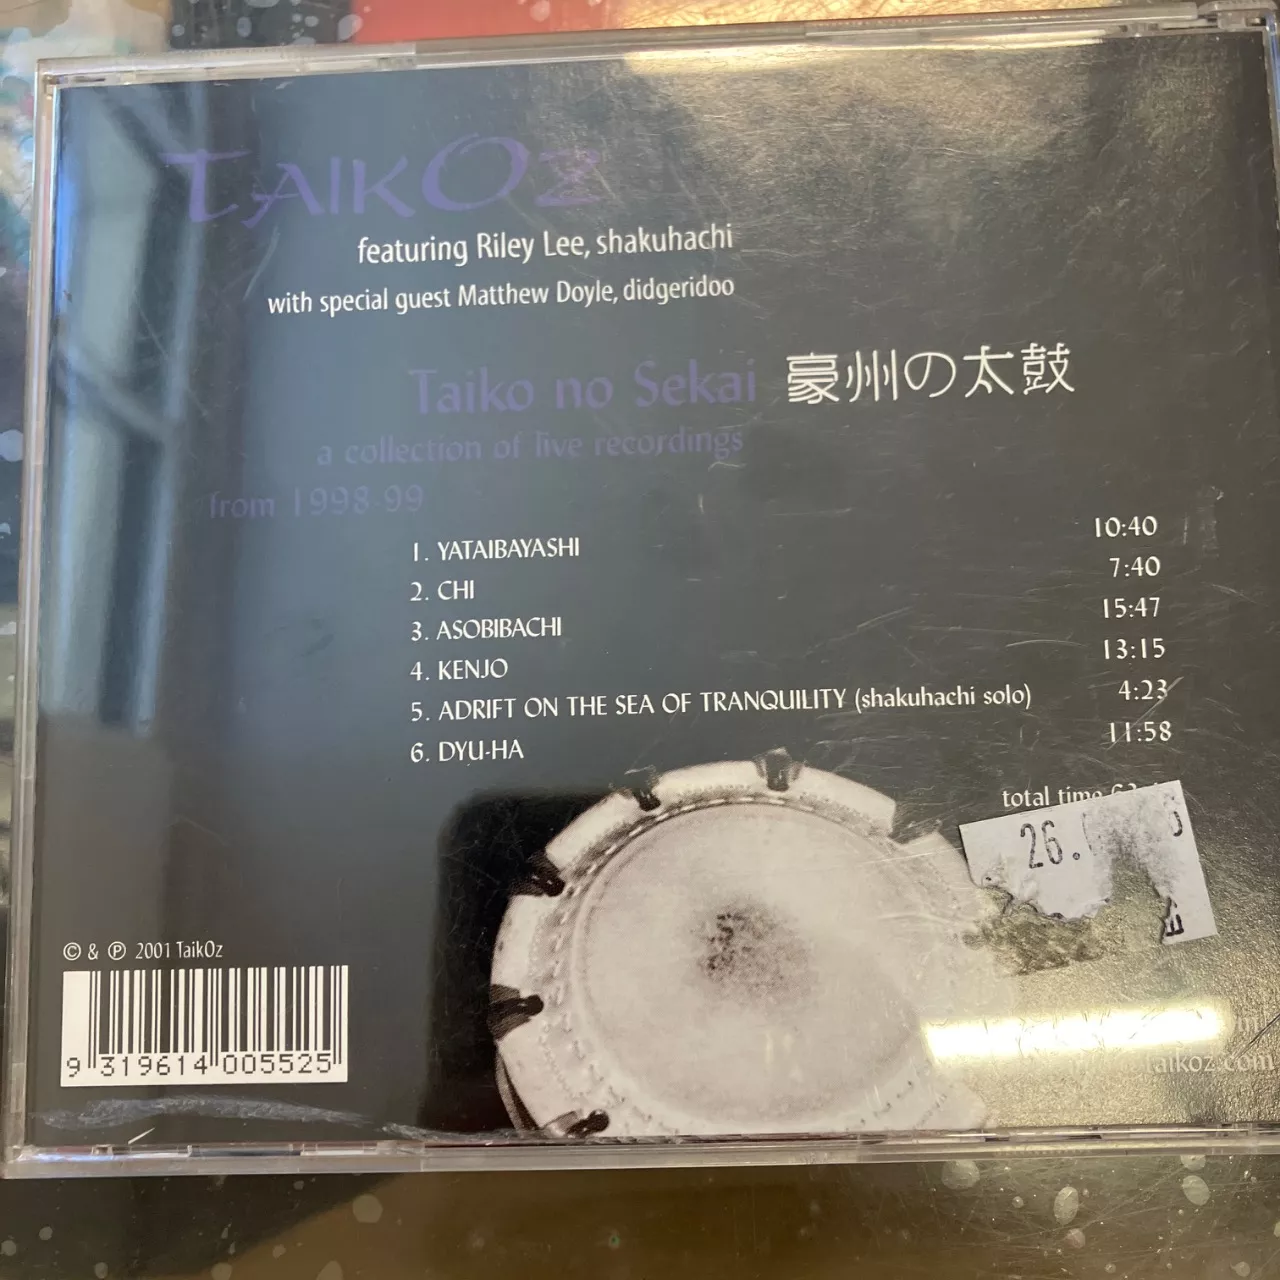 TAIKOZ
featuring Riley Lee, shakuhachi
with special guest Matthew Doyle, didgeridoo
Taiko no Sekai 豪州の太鼓
a collection of live recordings
from 1998-99
1. YATAIBAYASHI 10:40
2. CHI 7:40
3. ASOBIBACHI 15:47
4. KENJO 13:15
5. ADRIFT ON THE SEA OF TRANQUILITY (shakuhachi solo) 4:23
6. DYU-HA 11:58
total time
26.
© & ℗ 2001 TaikOz
9 319614 005525